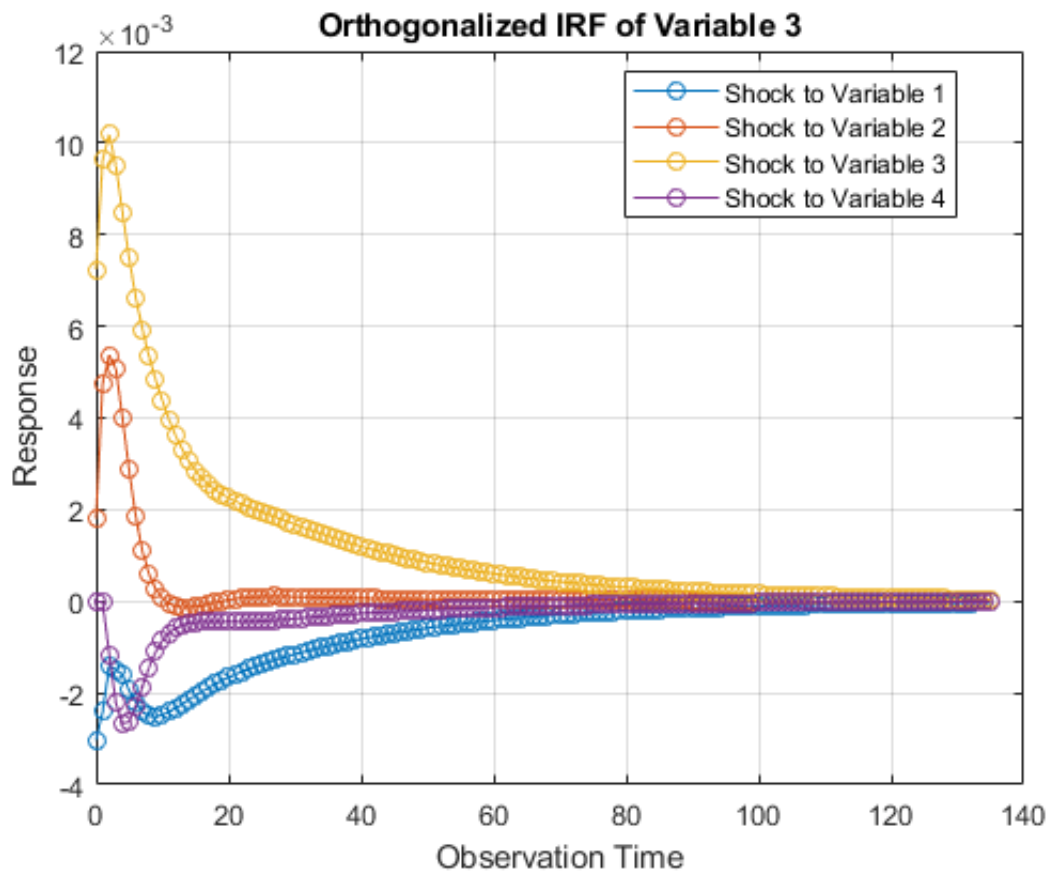 Orthogonalized IRF of Variable 3
×10⁻³
12
10
8
6
4
2
0
-2
-4
Response
Shock to Variable 1
Shock to Variable 2
Shock to Variable 3
Shock to Variable 4
0 20 40 60 80 100 120 140
Observation Time